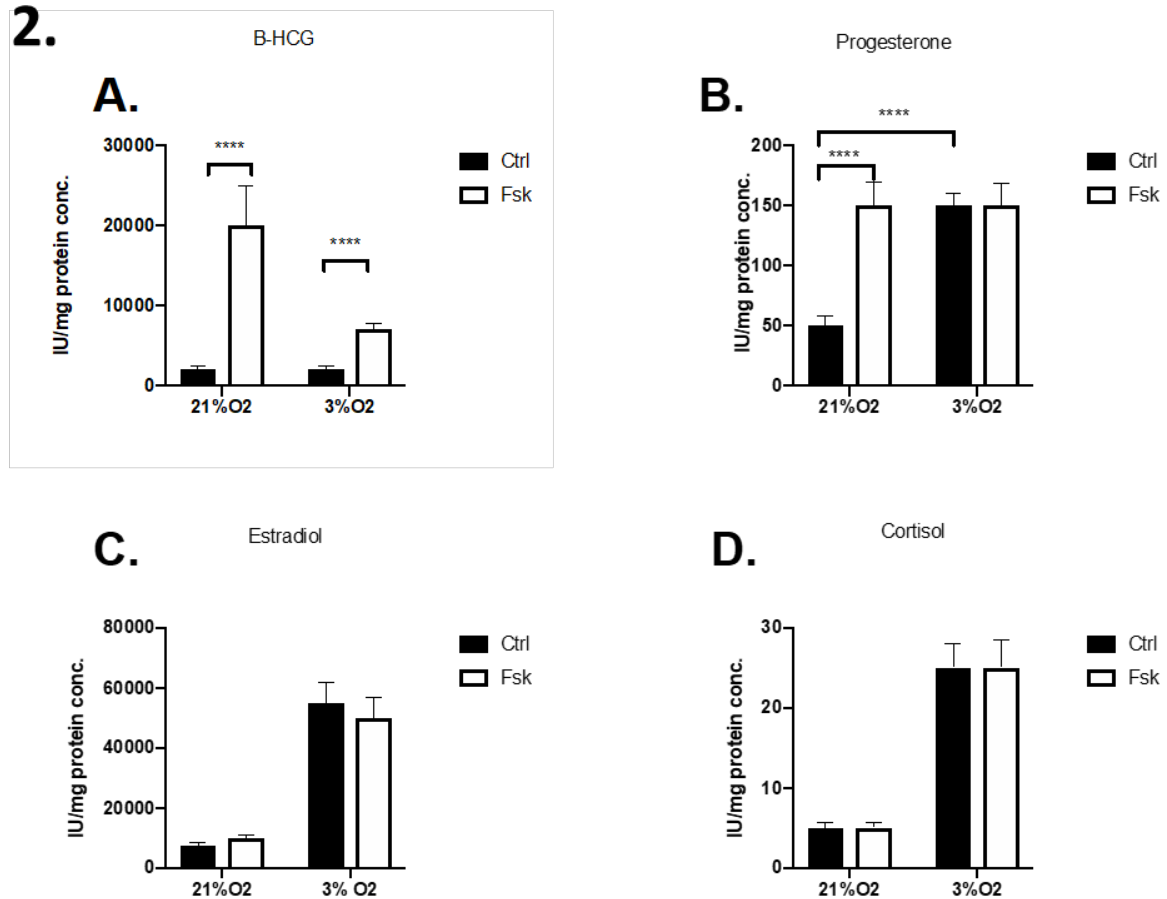 2.
B-HCG
A.
IU/mg protein conc.
30000
20000
10000
0
****
****
21%O2
3%O2
Ctrl
Fsk
Progesterone
B.
IU/mg protein conc.
200
150
100
50
0
****
****
21%O2
3%O2
Ctrl
Fsk
Estradiol
C.
IU/mg protein conc.
80000
60000
40000
20000
0
21%O2
3% O2
Ctrl
Fsk
Cortisol
D.
IU/mg protein conc.
30
20
10
0
21%O2
3%O2
Ctrl
Fsk